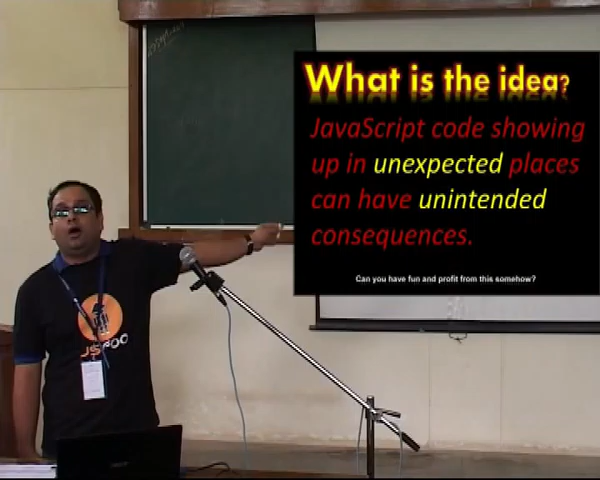 What is the idea?
JavaScript code showing
up in unexpected places
can have unintended
consequences.
Can you have fun and profit from this somehow?